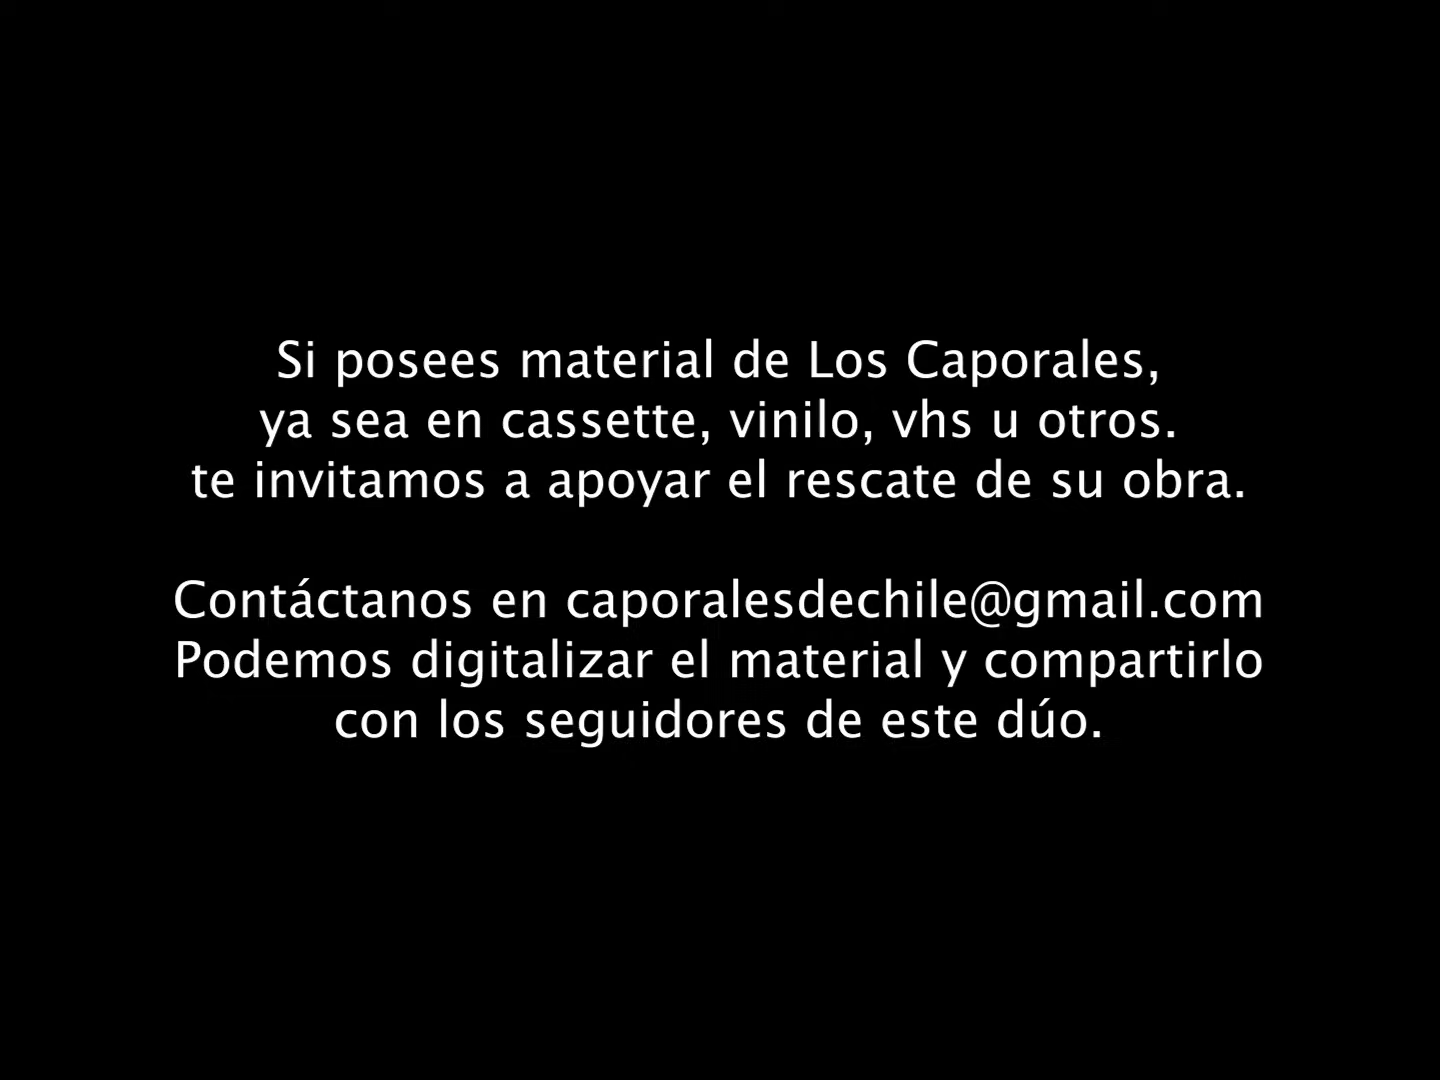 Si posees material de Los Caporales,
ya sea en cassette, vinilo, vhs u otros.
te invitamos a apoyar el rescate de su obra.
Contáctanos en caporalesdechile@gmail.com
Podemos digitalizar el material y compartirlo
con los seguidores de este dúo.